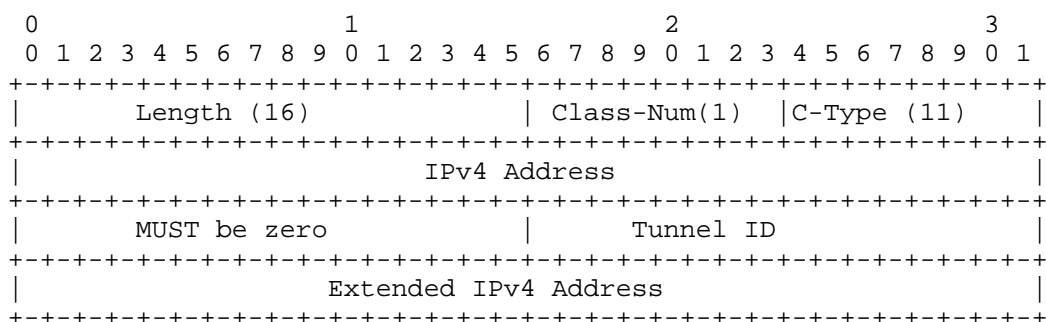 0                   1                   2                   3
 0 1 2 3 4 5 6 7 8 9 0 1 2 3 4 5 6 7 8 9 0 1 2 3 4 5 6 7 8 9 0 1
+-+-+-+-+-+-+-+-+-+-+-+-+-+-+-+-+-+-+-+-+-+-+-+-+-+-+-+-+-+-+-+-+
|       Length (16)             | Class-Num(1)  |C-Type (11)    |
+-+-+-+-+-+-+-+-+-+-+-+-+-+-+-+-+-+-+-+-+-+-+-+-+-+-+-+-+-+-+-+-+
|                         IPv4 Address                          |
+-+-+-+-+-+-+-+-+-+-+-+-+-+-+-+-+-+-+-+-+-+-+-+-+-+-+-+-+-+-+-+-+
|       MUST be zero            |      Tunnel ID                |
+-+-+-+-+-+-+-+-+-+-+-+-+-+-+-+-+-+-+-+-+-+-+-+-+-+-+-+-+-+-+-+-+
|                   Extended IPv4 Address                       |
+-+-+-+-+-+-+-+-+-+-+-+-+-+-+-+-+-+-+-+-+-+-+-+-+-+-+-+-+-+-+-+-+